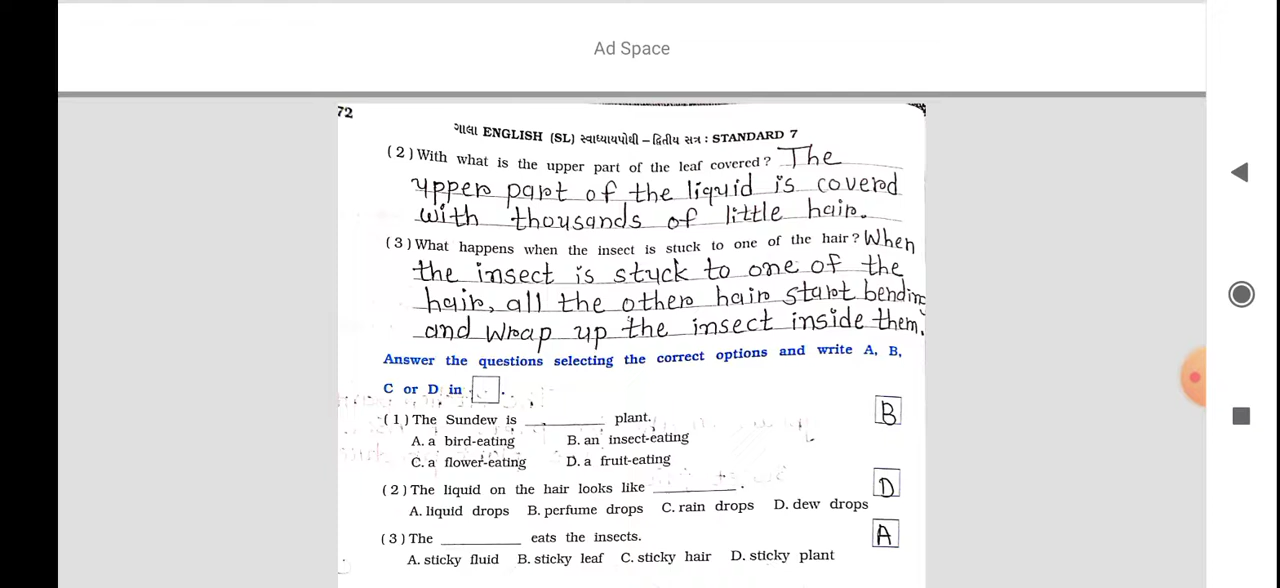 Ad Space
72
ગાલા ENGLISH (SL) સ્વાધ્યાયપોથી – દ્વિતીય સત્ર : STANDARD 7
(2) With what is the upper part of the leaf covered? The
upper part of the liquid is covered
with thousands of little hair.
(3) What happens when the insect is stuck to one of the hair? When
the insect is stuck to one of the
hair, all the other hair start bending
and wrap up the insect inside them.
Answer the questions selecting the correct options and write A, B,
C or D in .
(1) The Sundew is ________ plant. B
A. a bird-eating B. an insect-eating
C. a flower-eating D. a fruit-eating
(2) The liquid on the hair looks like ________. D
A. liquid drops B. perfume drops C. rain drops D. dew drops
(3) The ________ eats the insects. A
A. sticky fluid B. sticky leaf C. sticky hair D. sticky plant